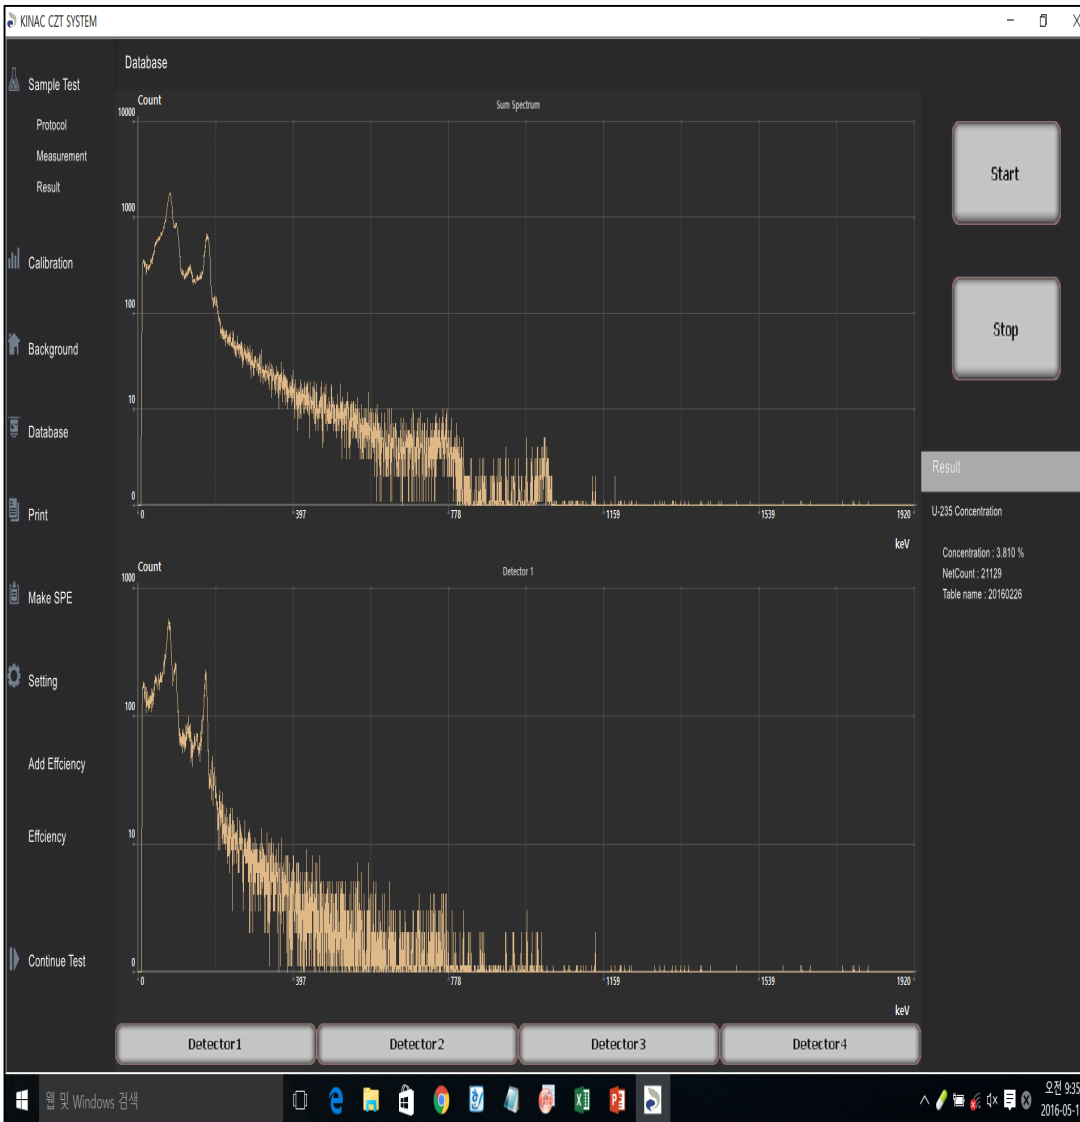 KINAC CZT SYSTEM
Sample Test
Protocol
Measurement
Result
Calibration
Background
Database
Print
Make SPE
Setting
Add Effciency
Effciency
Continue Test
Database
Count
Sum Spectrum
10000
1000
100
10
0
0 397 778 1159 1539 1920
keV
Count
Detector 1
1000
100
10
0
0 397 778 1159 1539 1920
keV
Detector1 Detector2 Detector3 Detector4
Start
Stop
Result
U-235 Concentration
Concentration : 3.810 %
NetCount : 21129
Table name : 20160226
웹 및 Windows 검색
오전 9:35
2016-05-1